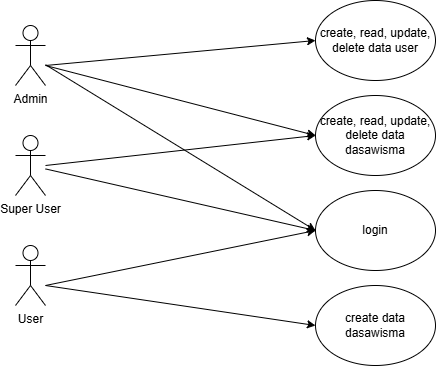 create, read, update,
delete data user
Admin
create, read, update,
delete data
dasawisma
Super User
login
User
create data
dasawisma